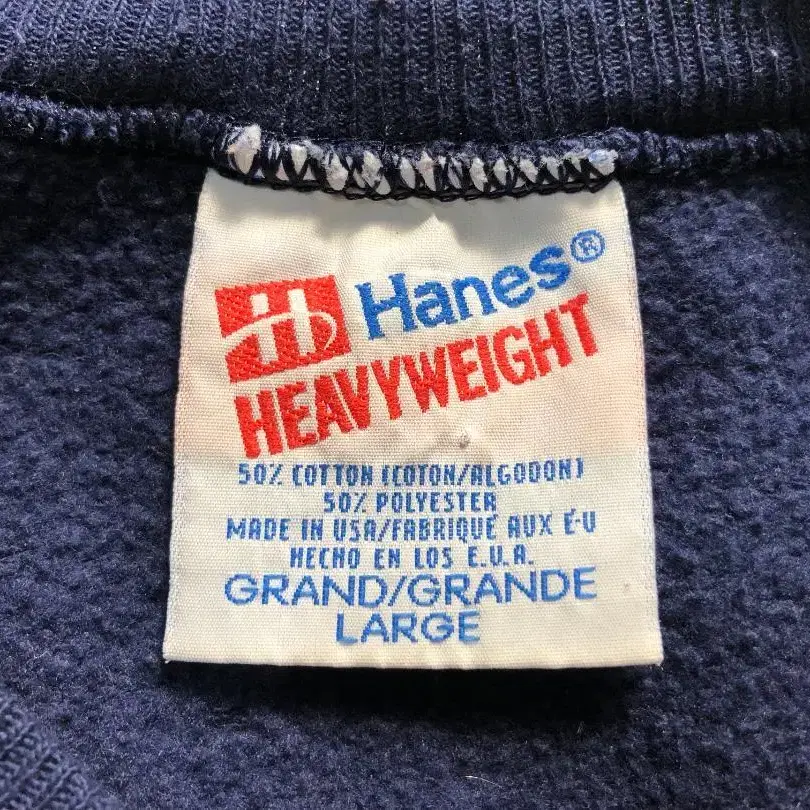 Hanes®
HEAVYWEIGHT
50% COTTON (COTON/ALGODON)
50% POLYESTER
MADE IN USA/FABRIQUÉ AUX É-U
HECHO EN LOS E.U.A.
GRAND/GRANDE
LARGE